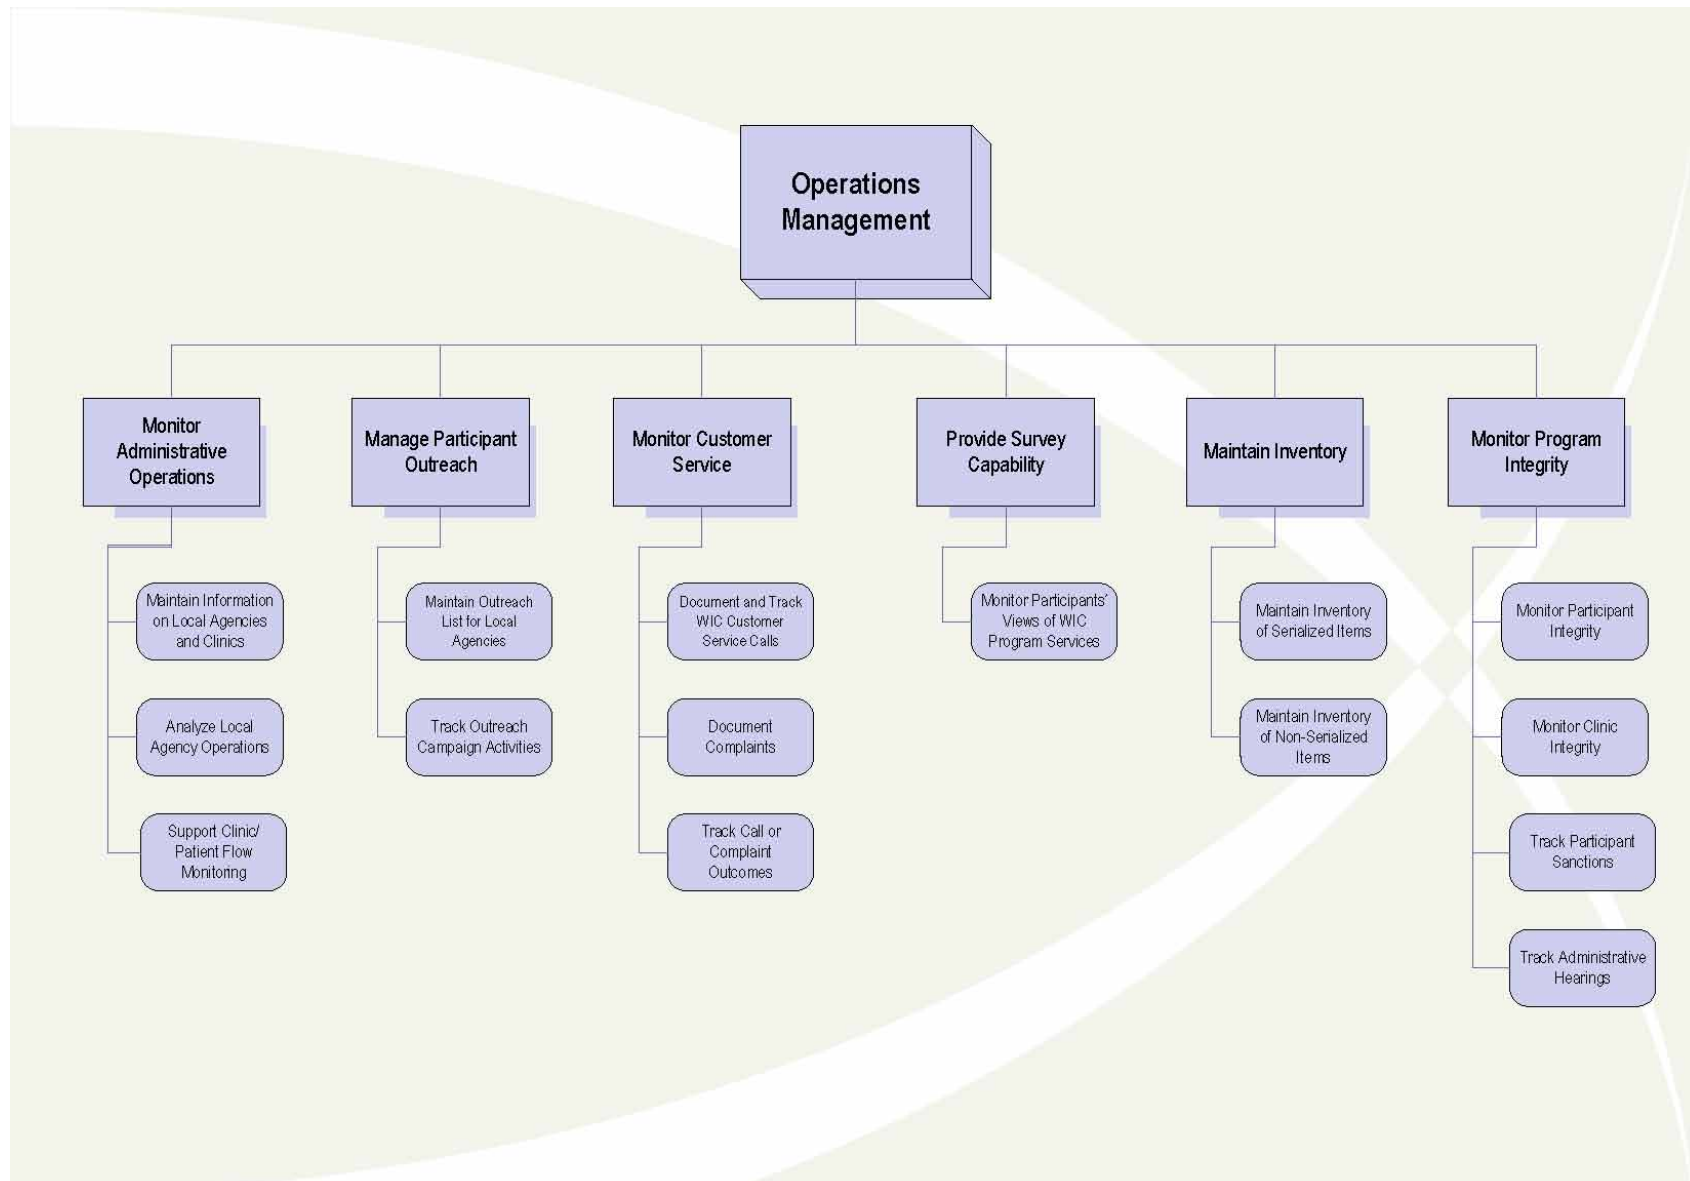 Operations
Management
Monitor
Administrative
Operations
Manage Participant
Outreach
Monitor Customer
Service
Provide Survey
Capability
Maintain Inventory
Monitor Program
Integrity
Maintain Information
on Local Agencies
and Clinics
Analyze Local
Agency Operations
Support Clinic/
Patient Flow
Monitoring
Maintain Outreach
List for Local
Agencies
Track Outreach
Campaign Activities
Document and Track
WIC Customer
Service Calls
Document
Complaints
Track Call or
Complaint
Outcomes
Monitor Participants'
Views of WIC
Program Services
Maintain Inventory
of Serialized Items
Maintain Inventory
of Non-Serialized
Items
Monitor Participant
Integrity
Monitor Clinic
Integrity
Track Participant
Sanctions
Track Administrative
Hearings